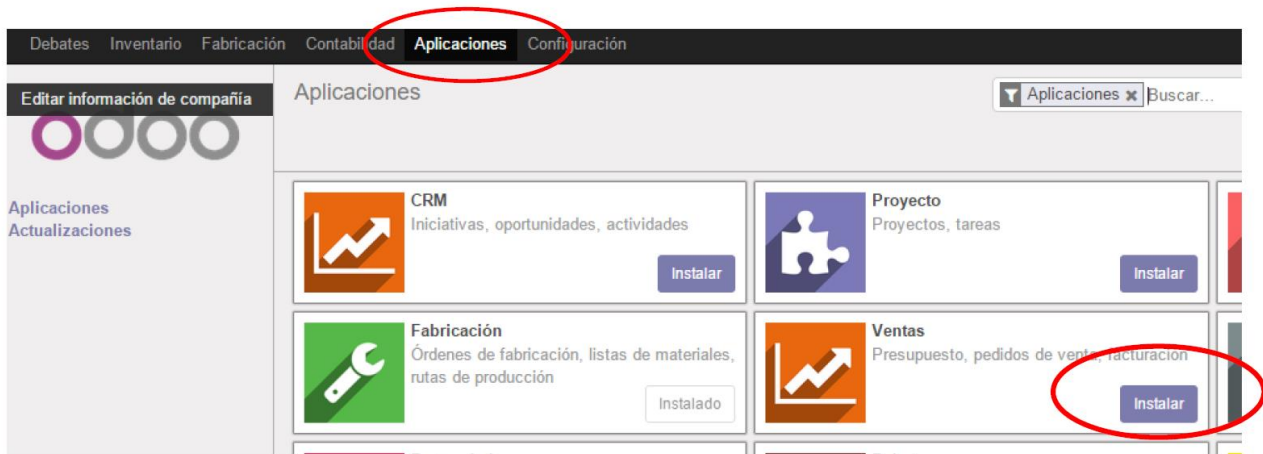 Debates Inventario Fabricación Contabilidad Aplicaciones Configuración
Editar información de compañía
odoo
Aplicaciones
Actualizaciones
Aplicaciones
Aplicaciones Buscar...
CRM
Iniciativas, oportunidades, actividades
Instalar
Proyecto
Proyectos, tareas
Instalar
Fabricación
Órdenes de fabricación, listas de materiales,
rutas de producción
Instalado
Ventas
Presupuesto, pedidos de venta, facturación
Instalar